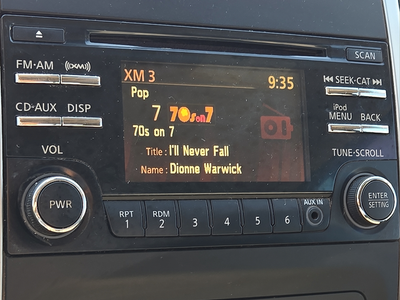 SCAN
FM·AM
((XM))
CD·AUX DISP
VOL
PWR
XM 3 9:35
Pop
7 70s on 7
70s on 7
Title : I'll Never Fall
Name : Dionne Warwick
SEEK·CAT
iPod
MENU BACK
TUNE·SCROLL
ENTER
SETTING
RPT
1
RDM
2
3
4
5
6
AUX IN